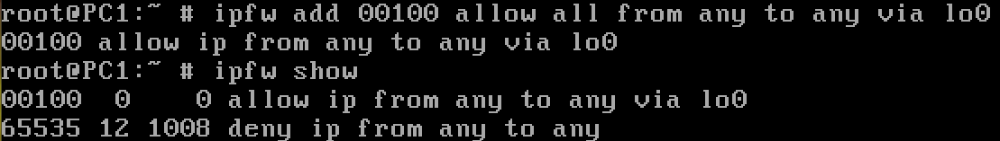 root@PC1:~ # ipfw add 00100 allow all from any to any via lo0
00100 allow ip from any to any via lo0
root@PC1:~ # ipfw show
00100  0    0 allow ip from any to any via lo0
65535 12 1008 deny ip from any to any